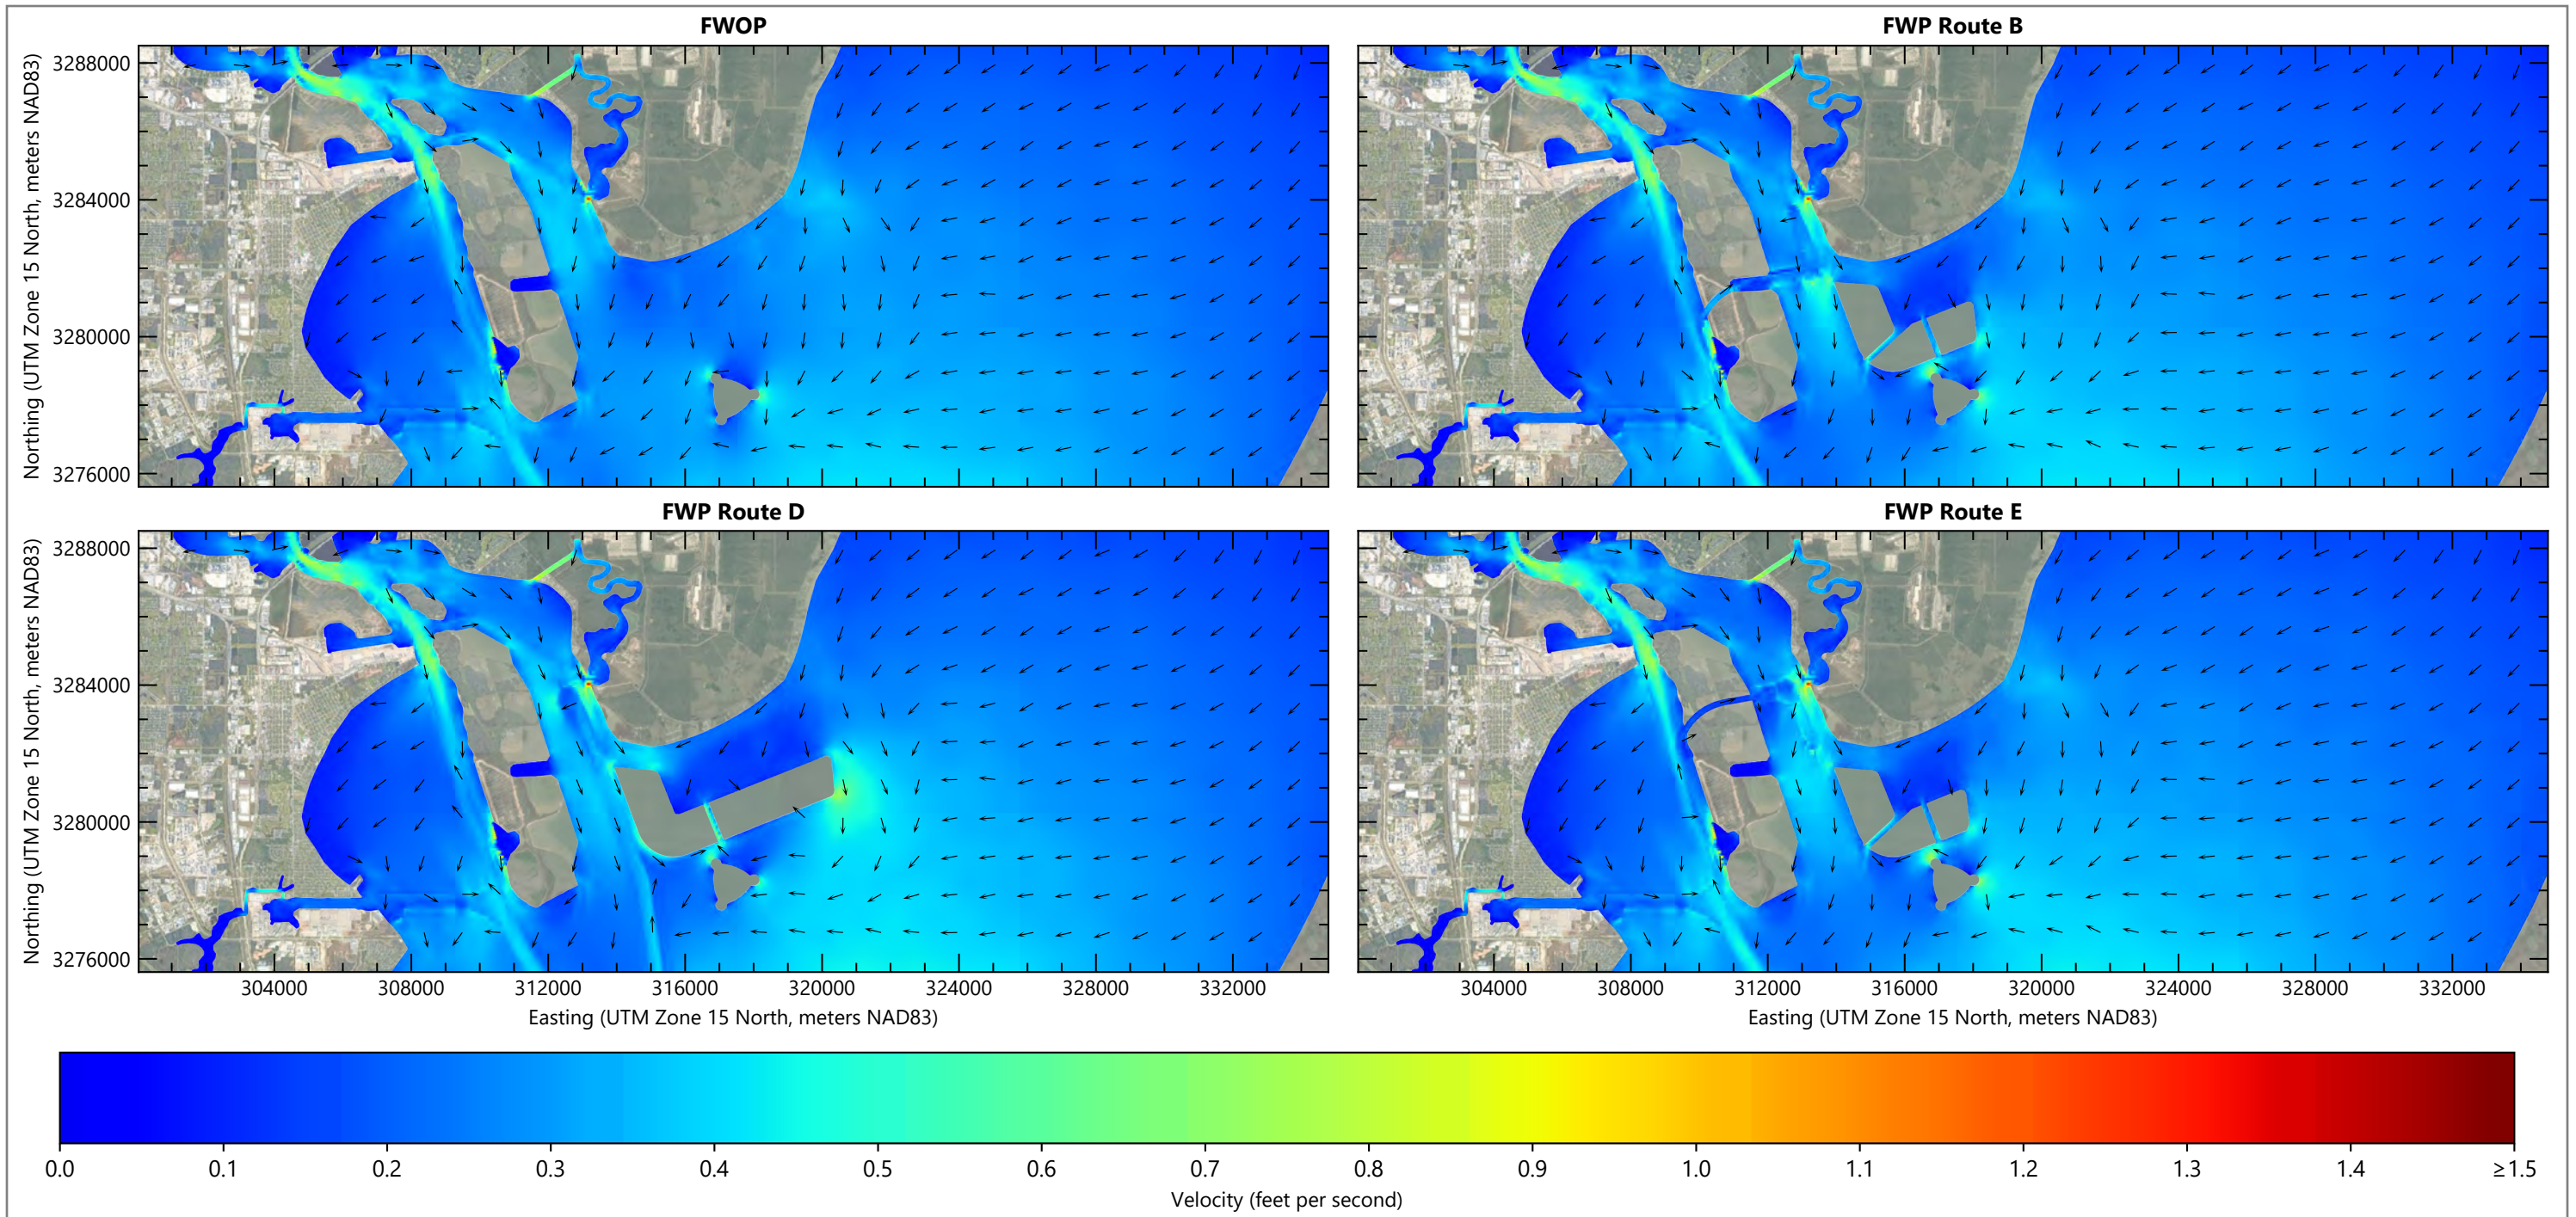 FWOP
FWP Route B
Northing (UTM Zone 15 North, meters NAD83)
3288000
3284000
3280000
3276000
FWP Route D
FWP Route E
Northing (UTM Zone 15 North, meters NAD83)
3288000
3284000
3280000
3276000
304000 308000 312000 316000 320000 324000 328000 332000
304000 308000 312000 316000 320000 324000 328000 332000
Easting (UTM Zone 15 North, meters NAD83)
Easting (UTM Zone 15 North, meters NAD83)
0.0 0.1 0.2 0.3 0.4 0.5 0.6 0.7 0.8 0.9 1.0 1.1 1.2 1.3 1.4 ≥1.5
Velocity (feet per second)